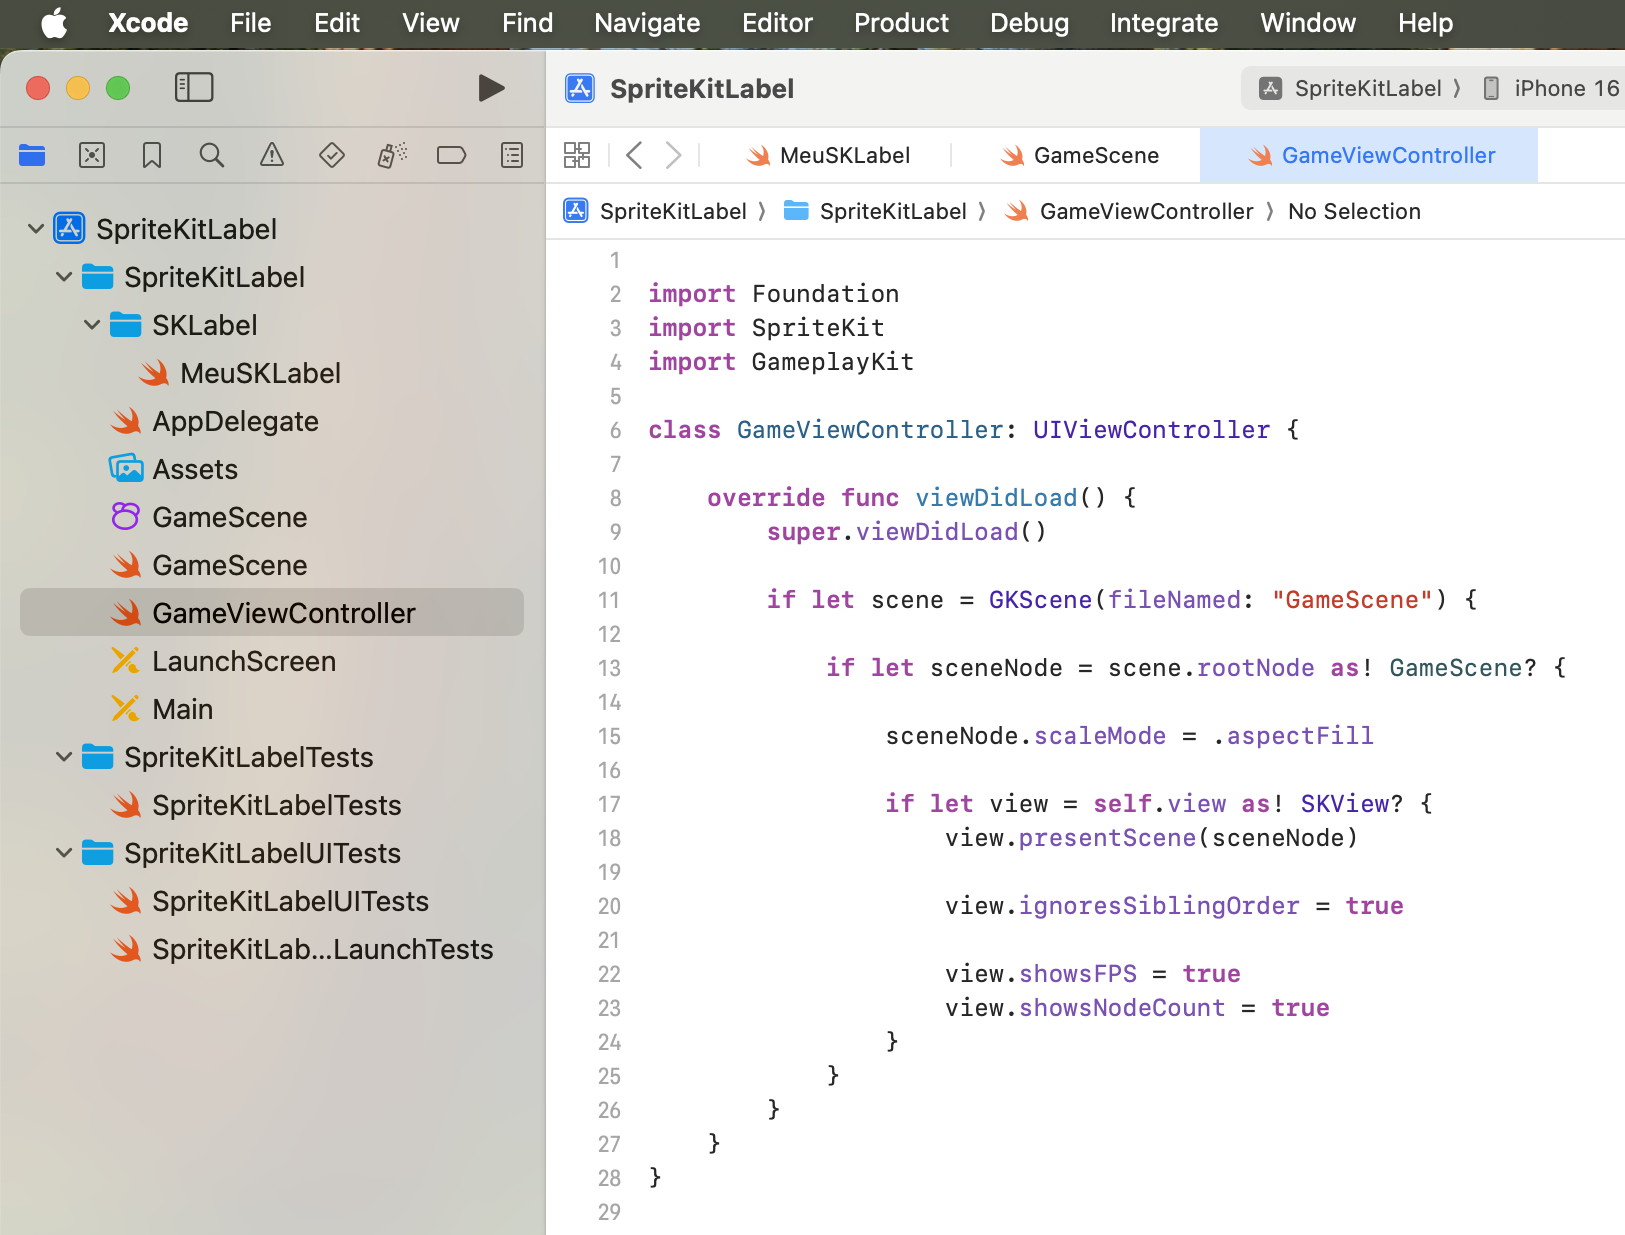 Xcode File Edit View Find Navigate Editor Product Debug Integrate Window Help
SpriteKitLabel SpriteKitLabel 〉 iPhone 16
MeuSKLabel GameScene GameViewController
SpriteKitLabel 〉 SpriteKitLabel 〉 GameViewController 〉 No Selection
SpriteKitLabel
SpriteKitLabel
SKLabel
MeuSKLabel
AppDelegate
Assets
GameScene
GameScene
GameViewController
LaunchScreen
Main
SpriteKitLabelTests
SpriteKitLabelTests
SpriteKitLabelUITests
SpriteKitLabelUITests
SpriteKitLab...LaunchTests
1
2 import Foundation
3 import SpriteKit
4 import GameplayKit
5
6 class GameViewController: UIViewController {
7
8 override func viewDidLoad() {
9 super.viewDidLoad()
10
11 if let scene = GKScene(fileNamed: "GameScene") {
12
13 if let sceneNode = scene.rootNode as! GameScene? {
14
15 sceneNode.scaleMode = .aspectFill
16
17 if let view = self.view as! SKView? {
18 view.presentScene(sceneNode)
19
20 view.ignoresSiblingOrder = true
21
22 view.showsFPS = true
23 view.showsNodeCount = true
24 }
25 }
26 }
27 }
28 }
29